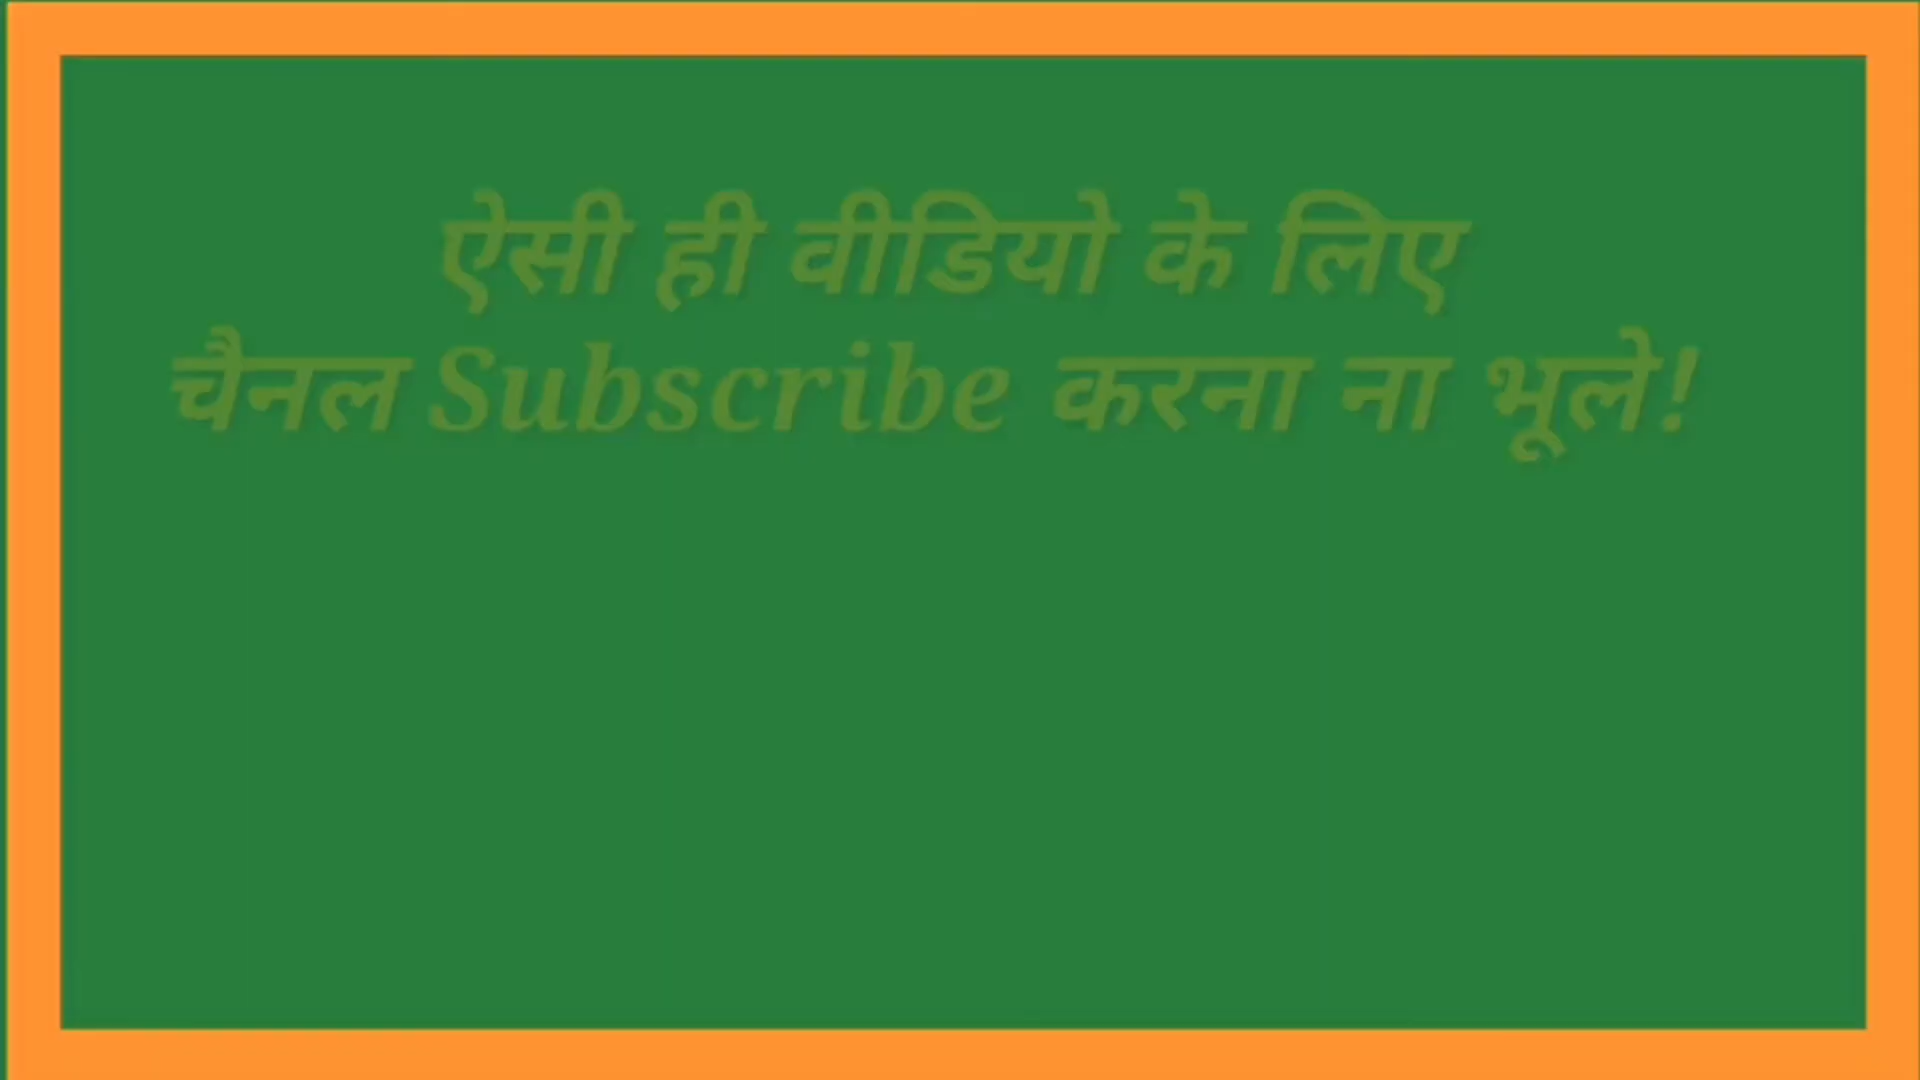 ऐसी ही वीडियो के लिए
चैनल Subscribe करना ना भूले!